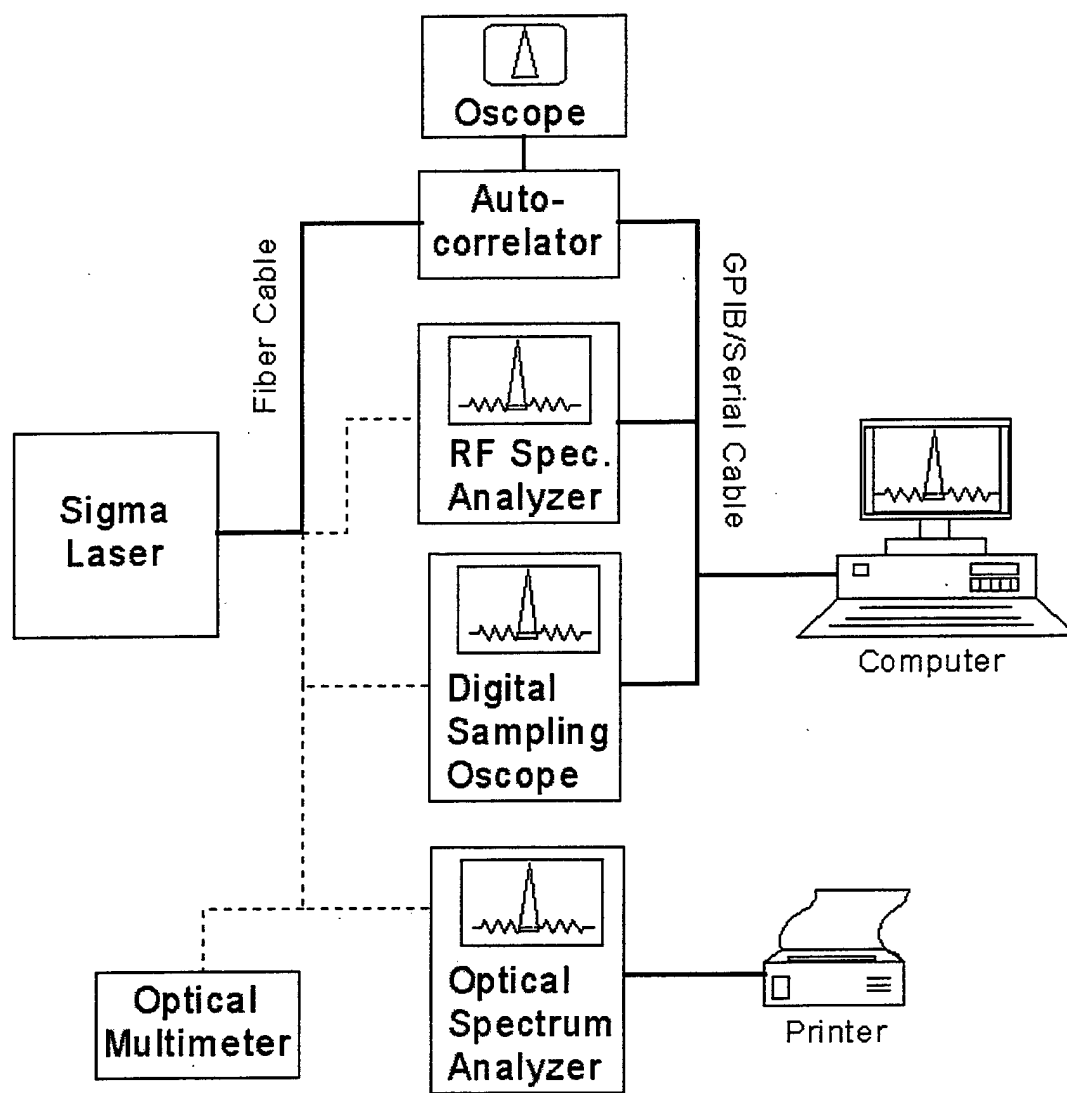 Oscope
Auto-
correlator
Fiber Cable
GPIB/Serial Cable
RF Spec.
Analyzer
Sigma
Laser
Computer
Digital
Sampling
Oscope
Optical
Multimeter
Optical
Spectrum
Analyzer
Printer